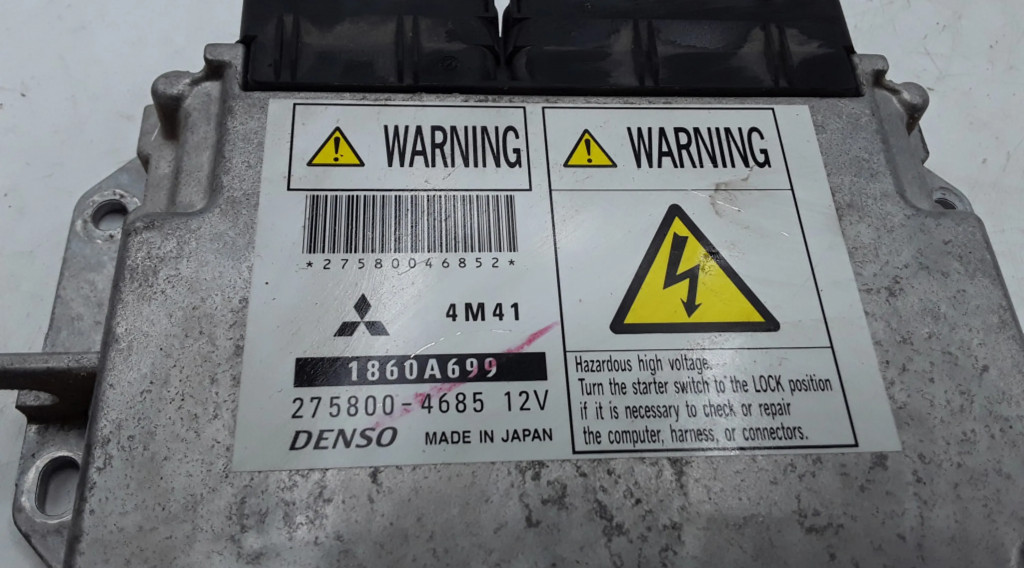 WARNING
*27580046852*
4M41
1860A699
275800-4685 12V
DENSO MADE IN JAPAN
WARNING
Hazardous high voltage.
Turn the starter switch to the LOCK position
if it is necessary to check or repair
the computer, harness, or connectors.